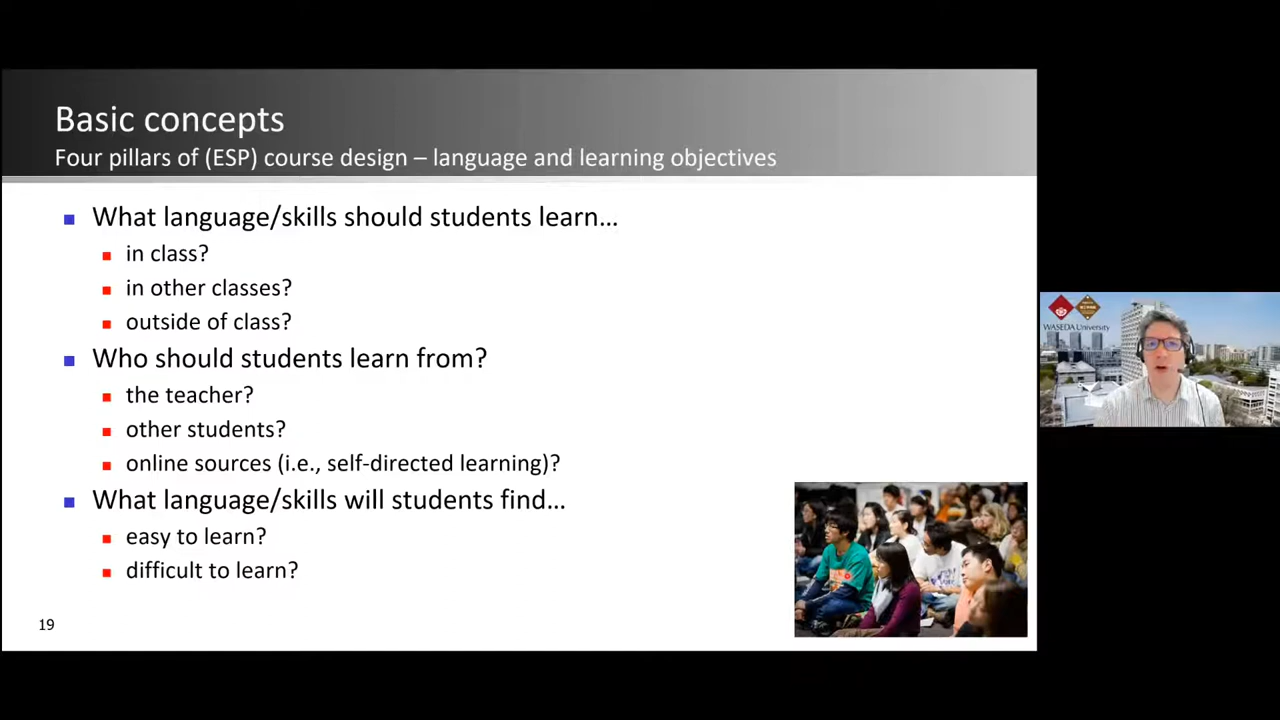 Basic concepts
Four pillars of (ESP) course design – language and learning objectives
What language/skills should students learn...
in class?
in other classes?
outside of class?
Who should students learn from?
the teacher?
other students?
online sources (i.e., self-directed learning)?
What language/skills will students find...
easy to learn?
difficult to learn?
19
WASEDA University